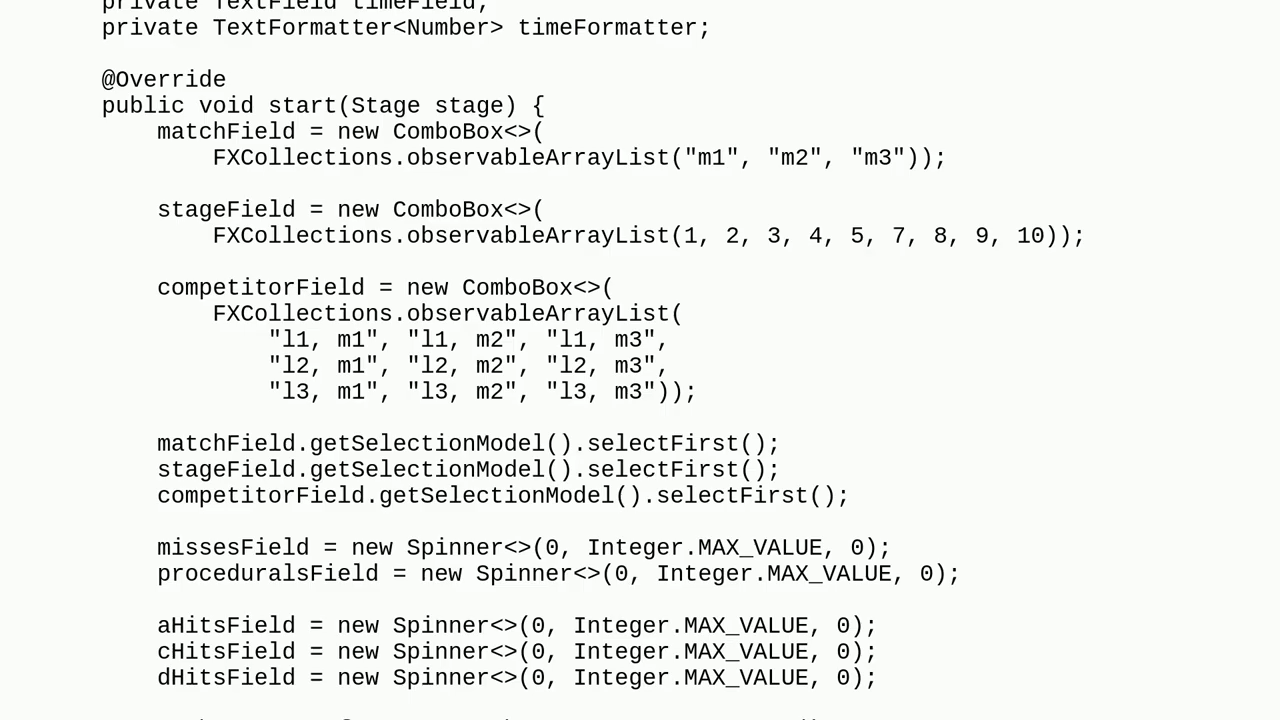 private TextField timeField;
private TextFormatter<Number> timeFormatter;
@Override
public void start(Stage stage) {
matchField = new ComboBox<>(
FXCollections.observableArrayList("m1", "m2", "m3"));
stageField = new ComboBox<>(
FXCollections.observableArrayList(1, 2, 3, 4, 5, 7, 8, 9, 10));
competitorField = new ComboBox<>(
FXCollections.observableArrayList(
"l1, m1", "l1, m2", "l1, m3",
"l2, m1", "l2, m2", "l2, m3",
"l3, m1", "l3, m2", "l3, m3"));
matchField.getSelectionModel().selectFirst();
stageField.getSelectionModel().selectFirst();
competitorField.getSelectionModel().selectFirst();
missesField = new Spinner<>(0, Integer.MAX_VALUE, 0);
proceduralsField = new Spinner<>(0, Integer.MAX_VALUE, 0);
aHitsField = new Spinner<>(0, Integer.MAX_VALUE, 0);
cHitsField = new Spinner<>(0, Integer.MAX_VALUE, 0);
dHitsField = new Spinner<>(0, Integer.MAX_VALUE, 0);